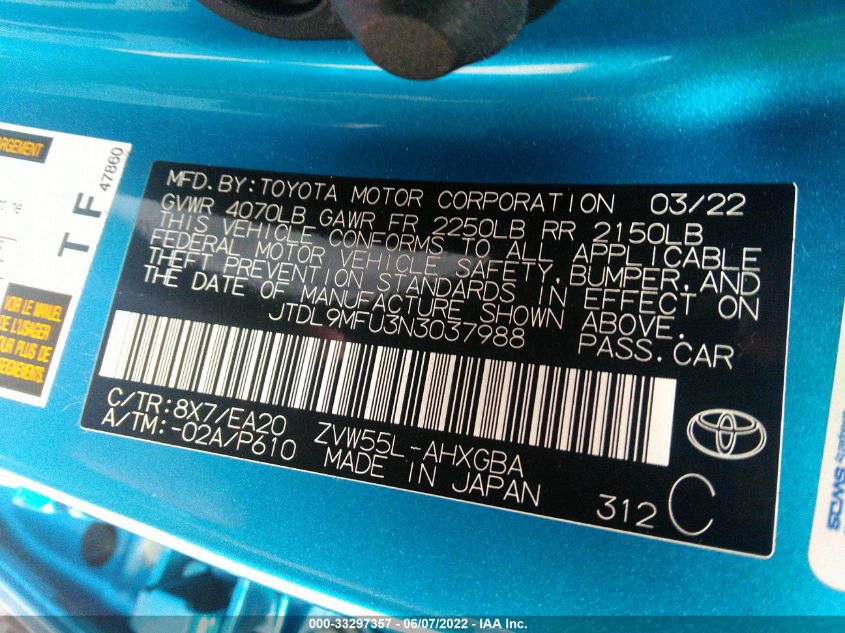 RGEMENT
nt me
T F
47860
VOIR LE MANUEL
DE L'USAGER
POUR PLUS DE
RENSEIGNEMENTS.
MFD. BY: TOYOTA MOTOR CORPORATION 03/22
GVWR 4070LB GAWR FR 2250LB RR 2150LB
THIS VEHICLE CONFORMS TO ALL APPLICABLE
FEDERAL MOTOR VEHICLE SAFETY, BUMPER, AND
THEFT PREVENTION STANDARDS IN EFFECT ON
THE DATE OF MANUFACTURE SHOWN ABOVE.
JTDL9MFU3N3037988 PASS. CAR
C/TR: 8X7/EA20 ZVW55L-AHXGBA
A/TM: -02A/P610 MADE IN JAPAN
312 C
000-33297357 - 06/07/2022 - IAA Inc.